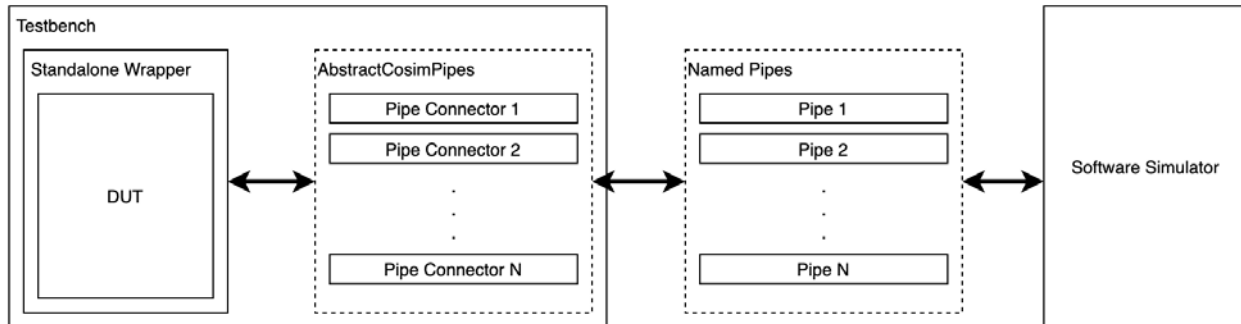 Testbench
Standalone Wrapper
DUT
AbstractCosimPipes
Pipe Connector 1
Pipe Connector 2
.
.
.
Pipe Connector N
Named Pipes
Pipe 1
Pipe 2
.
.
.
Pipe N
Software Simulator